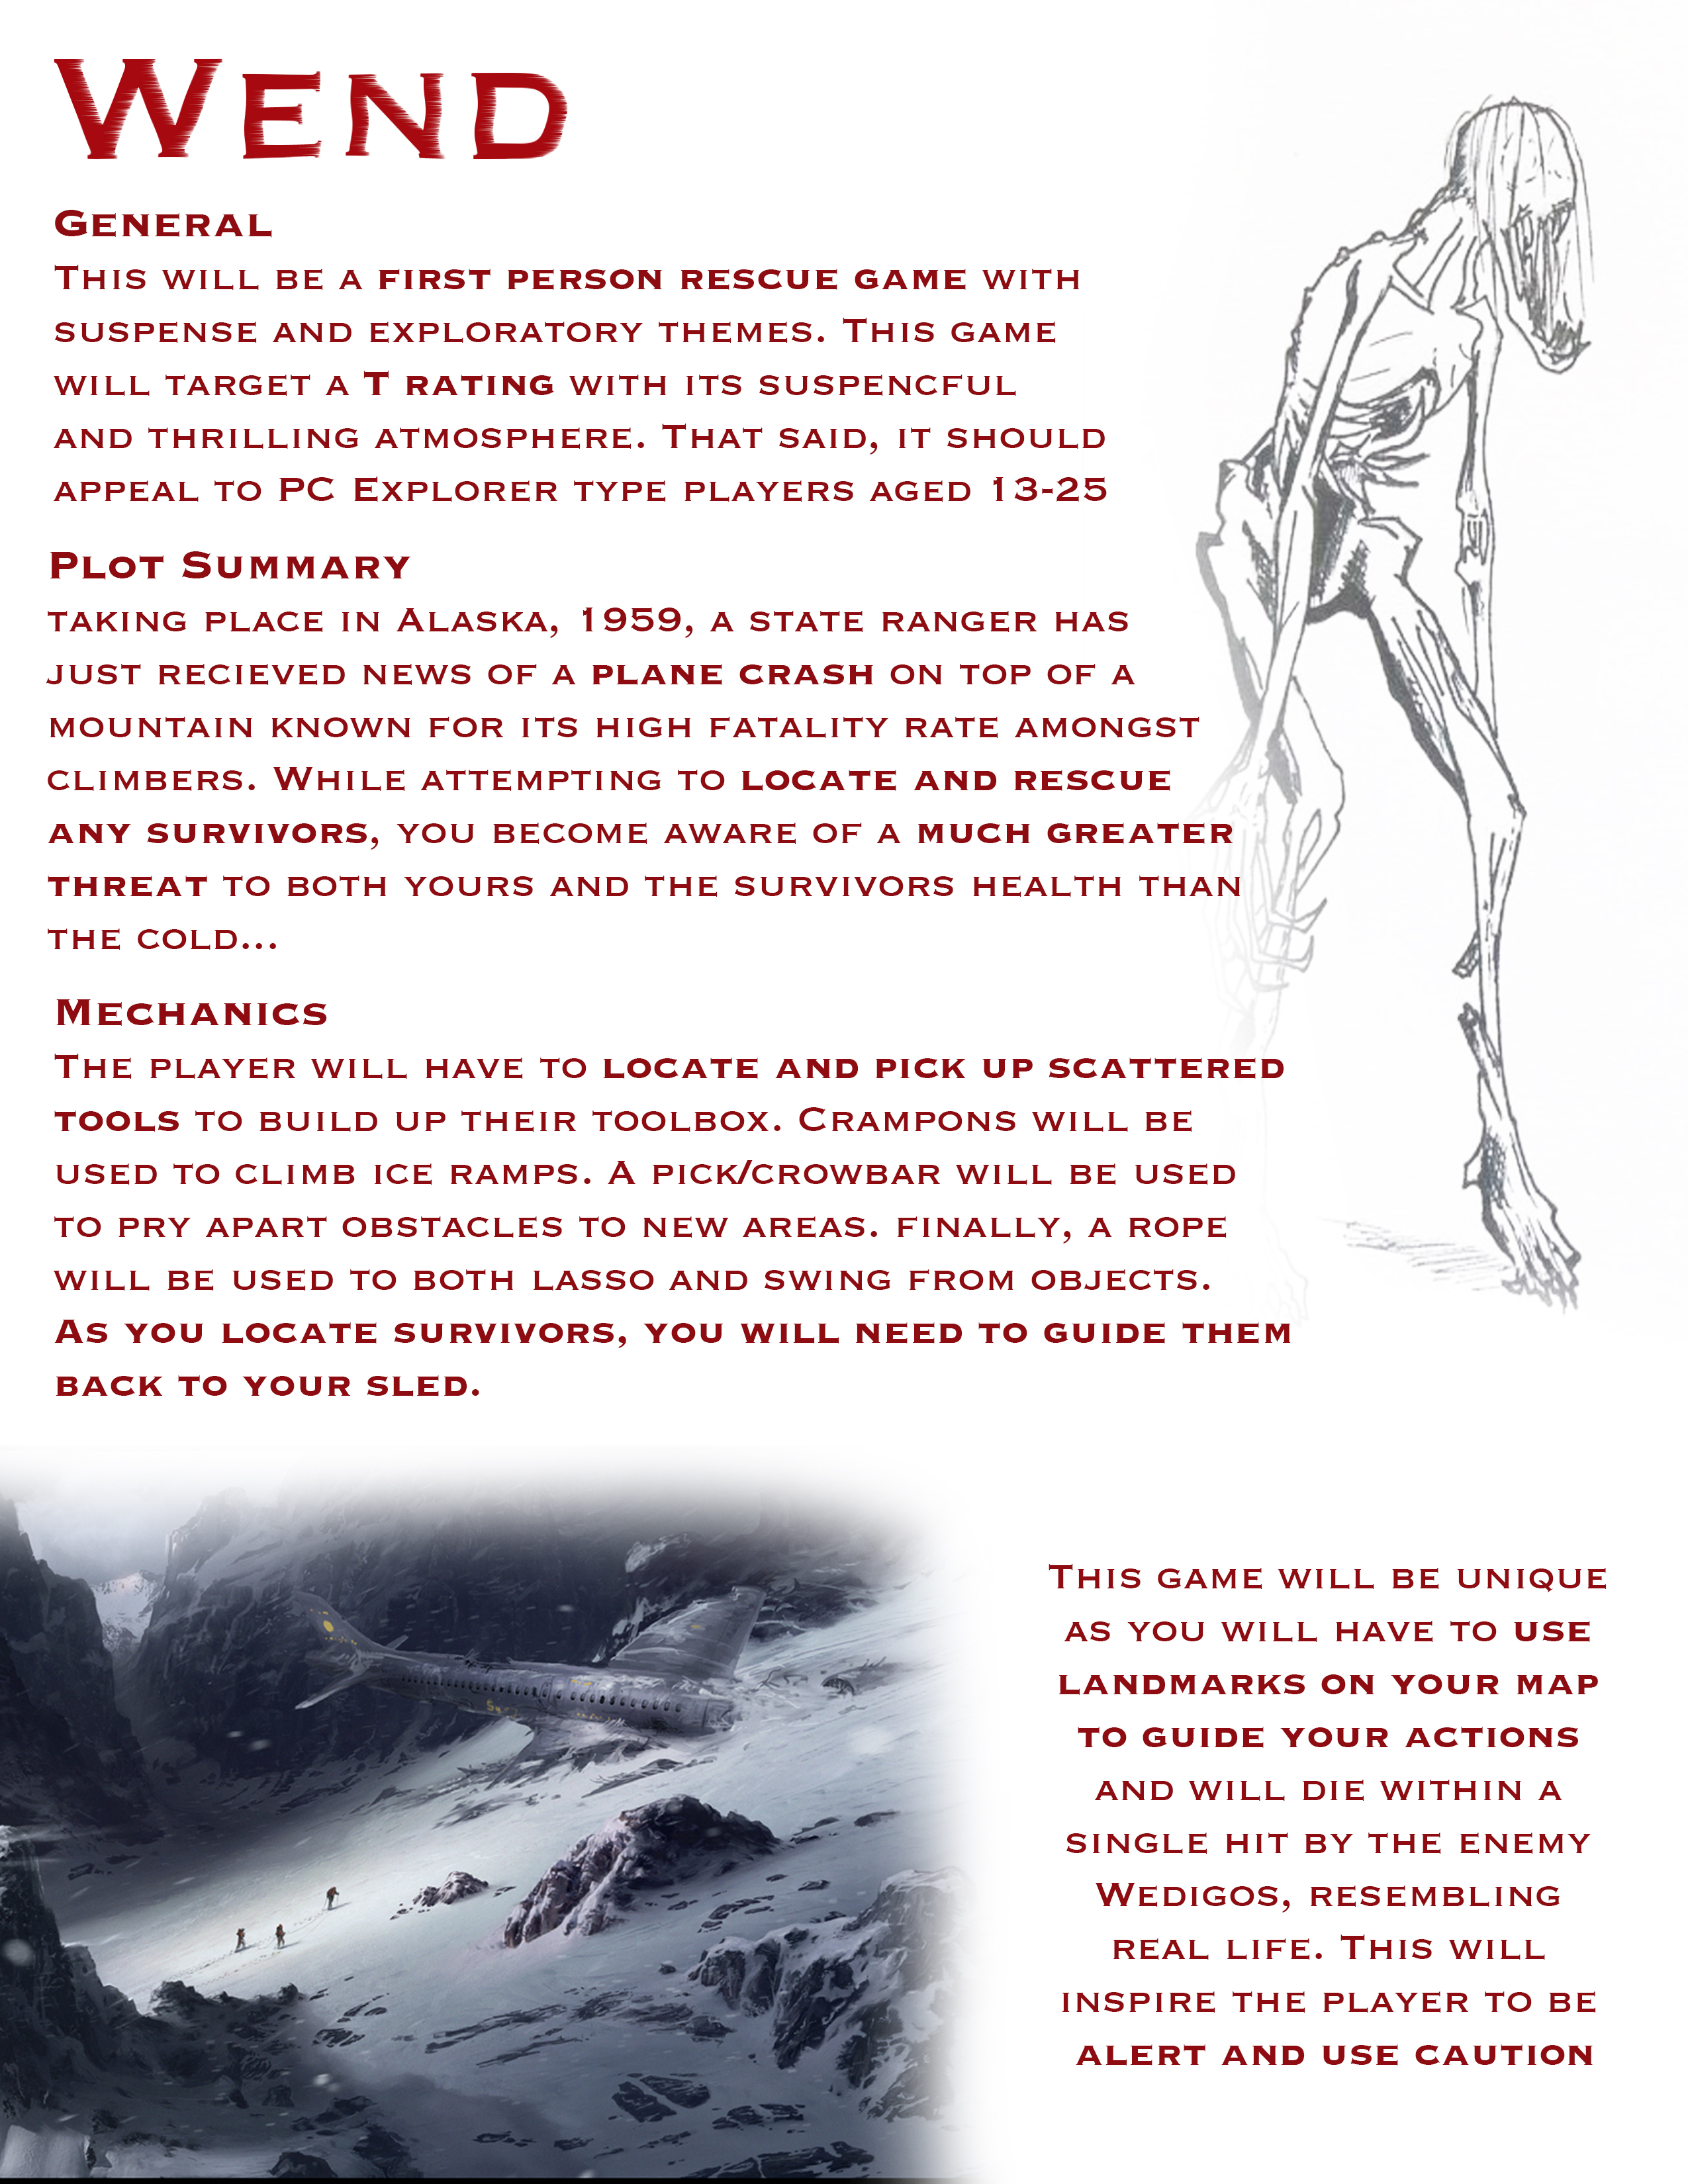 Wend
General
This will be a first person rescue game with
suspense and exploratory themes. This game
will target a T rating with its suspencful
and thrilling atmosphere. That said, it should
appeal to PC Explorer type players aged 13-25
Plot Summary
taking place in Alaska, 1959, a state ranger has
just recieved news of a plane crash on top of a
mountain known for its high fatality rate amongst
climbers. While attempting to locate and rescue
any survivors, you become aware of a much greater
threat to both yours and the survivors health than
the cold...
Mechanics
The player will have to locate and pick up scattered
tools to build up their toolbox. Crampons will be
used to climb ice ramps. A pick/crowbar will be used
to pry apart obstacles to new areas. finally, a rope
will be used to both lasso and swing from objects.
As you locate survivors, you will need to guide them
back to your sled.
This game will be unique
as you will have to use
landmarks on your map
to guide your actions
and will die within a
single hit by the enemy
Wedigos, resembling
real life. This will
inspire the player to be
alert and use caution